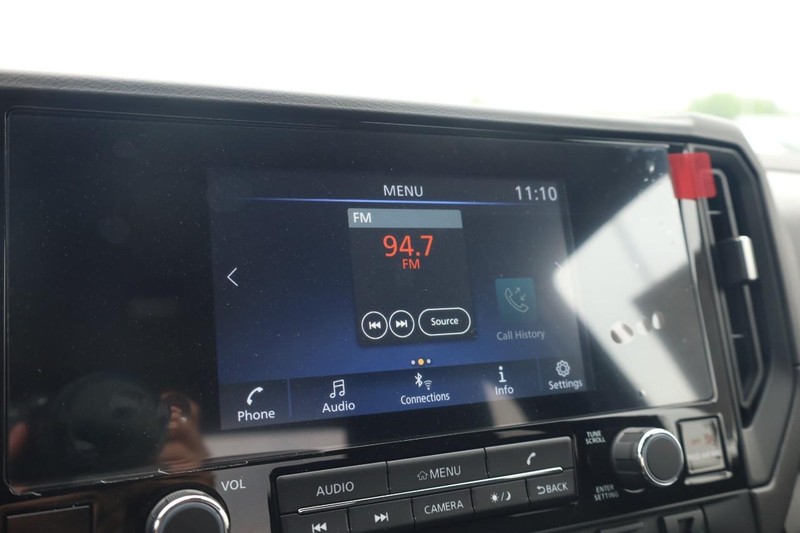 MENU 11:10
FM
94.7
FM
Source
Call History
Phone Audio Connections Info Settings
VOL
AUDIO MENU
CAMERA BACK
TUNE
SCROLL
ENTER
SETTING